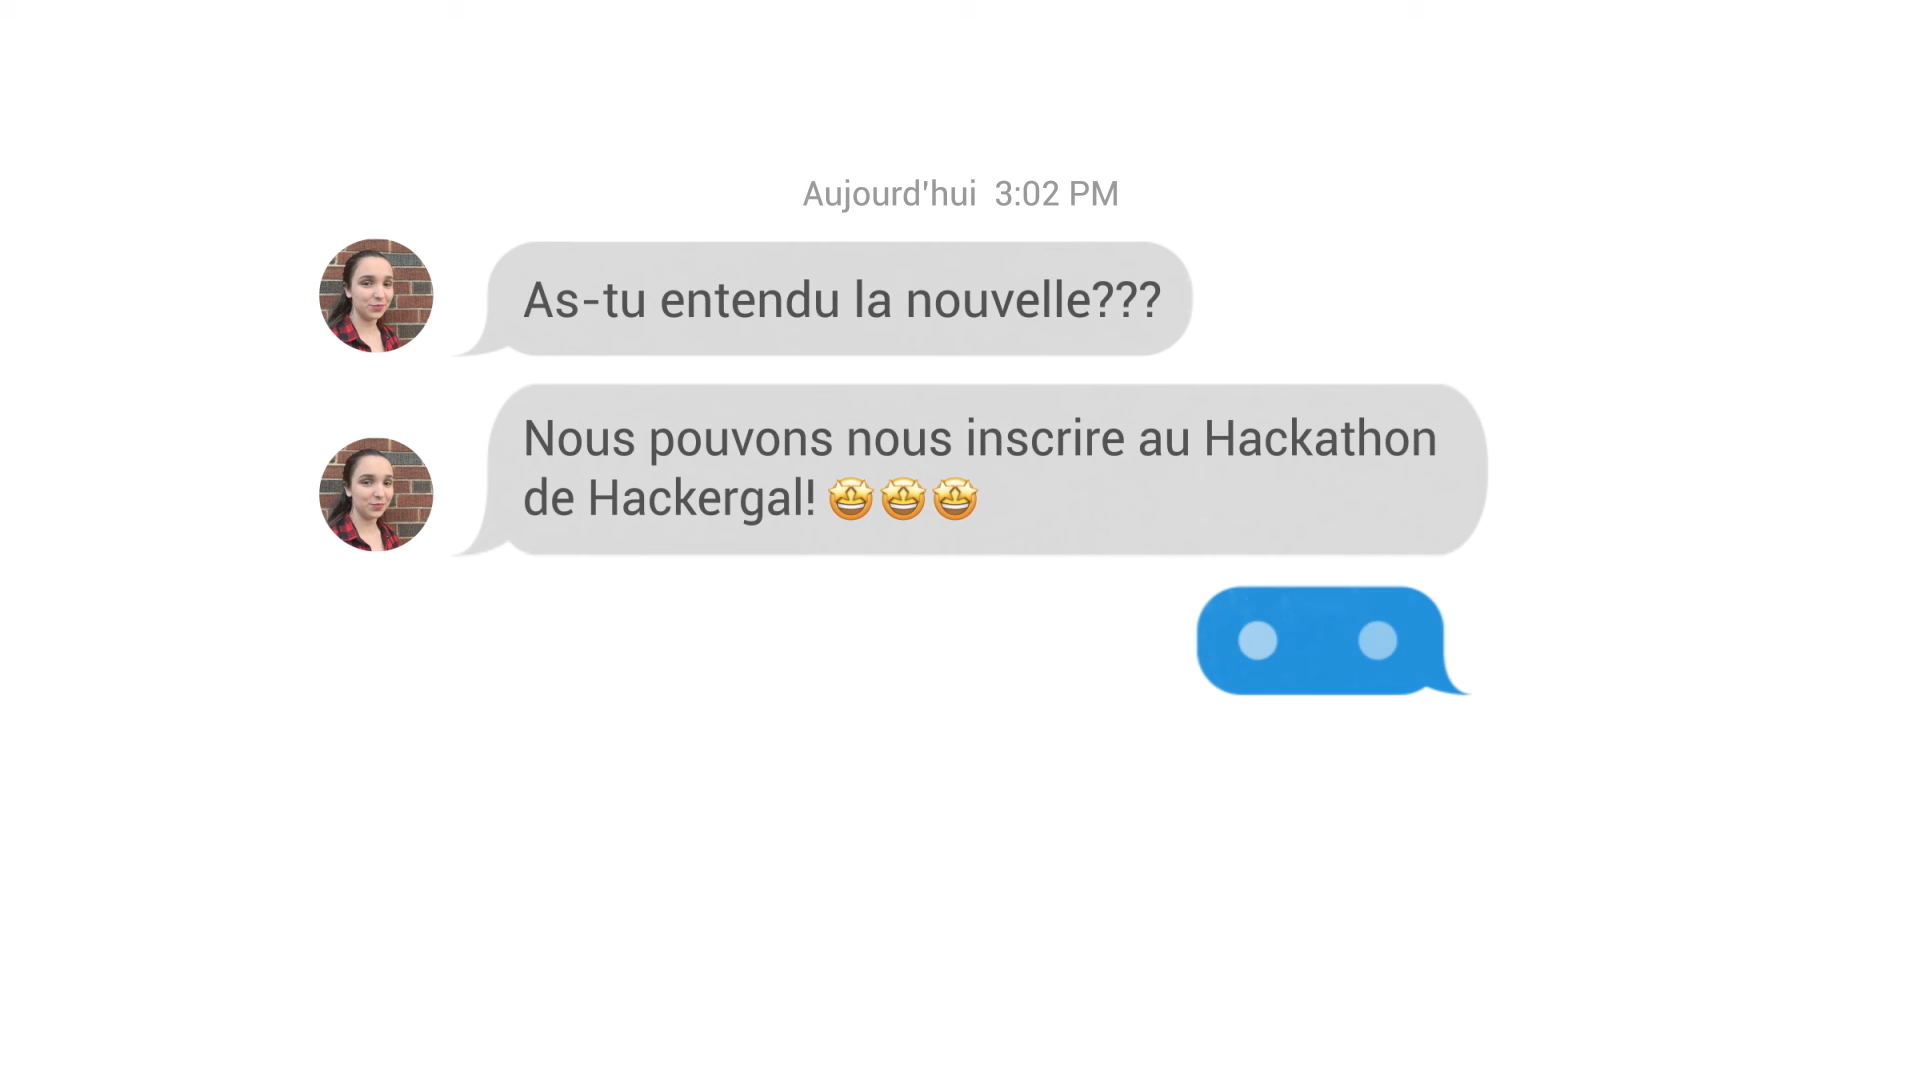 Aujourd'hui 3:02 PM
As-tu entendu la nouvelle???
Nous pouvons nous inscrire au Hackathon
de Hackergal! 🤩🤩🤩